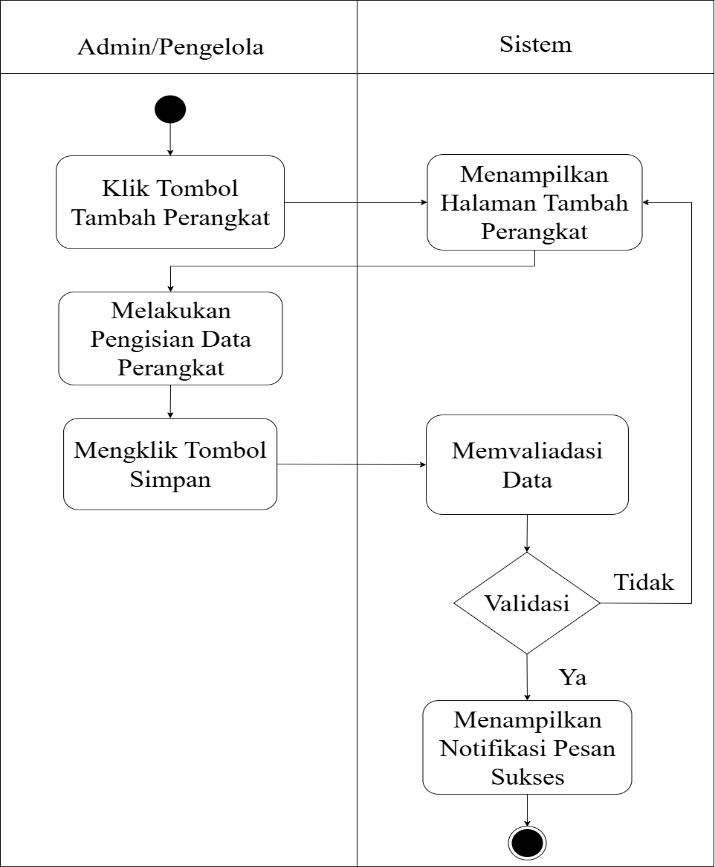 Admin/Pengelola
Sistem
Klik Tombol
Tambah Perangkat
Menampilkan
Halaman Tambah
Perangkat
Melakukan
Pengisian Data
Perangkat
Mengklik Tombol
Simpan
Memvaliadasi
Data
Validasi
Tidak
Ya
Menampilkan
Notifikasi Pesan
Sukses